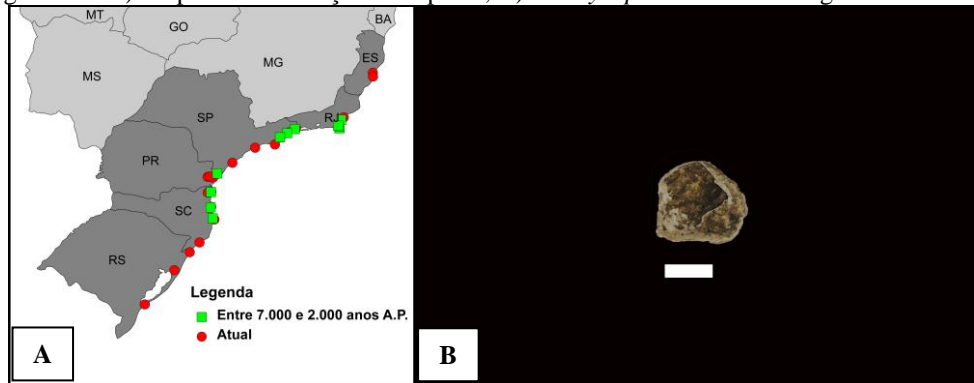 MT
GO
BA
ES
MS
MG
SP
RJ
PR
SC
RS
Legenda
Entre 7.000 e 2.000 anos A.P.
Atual
A
B